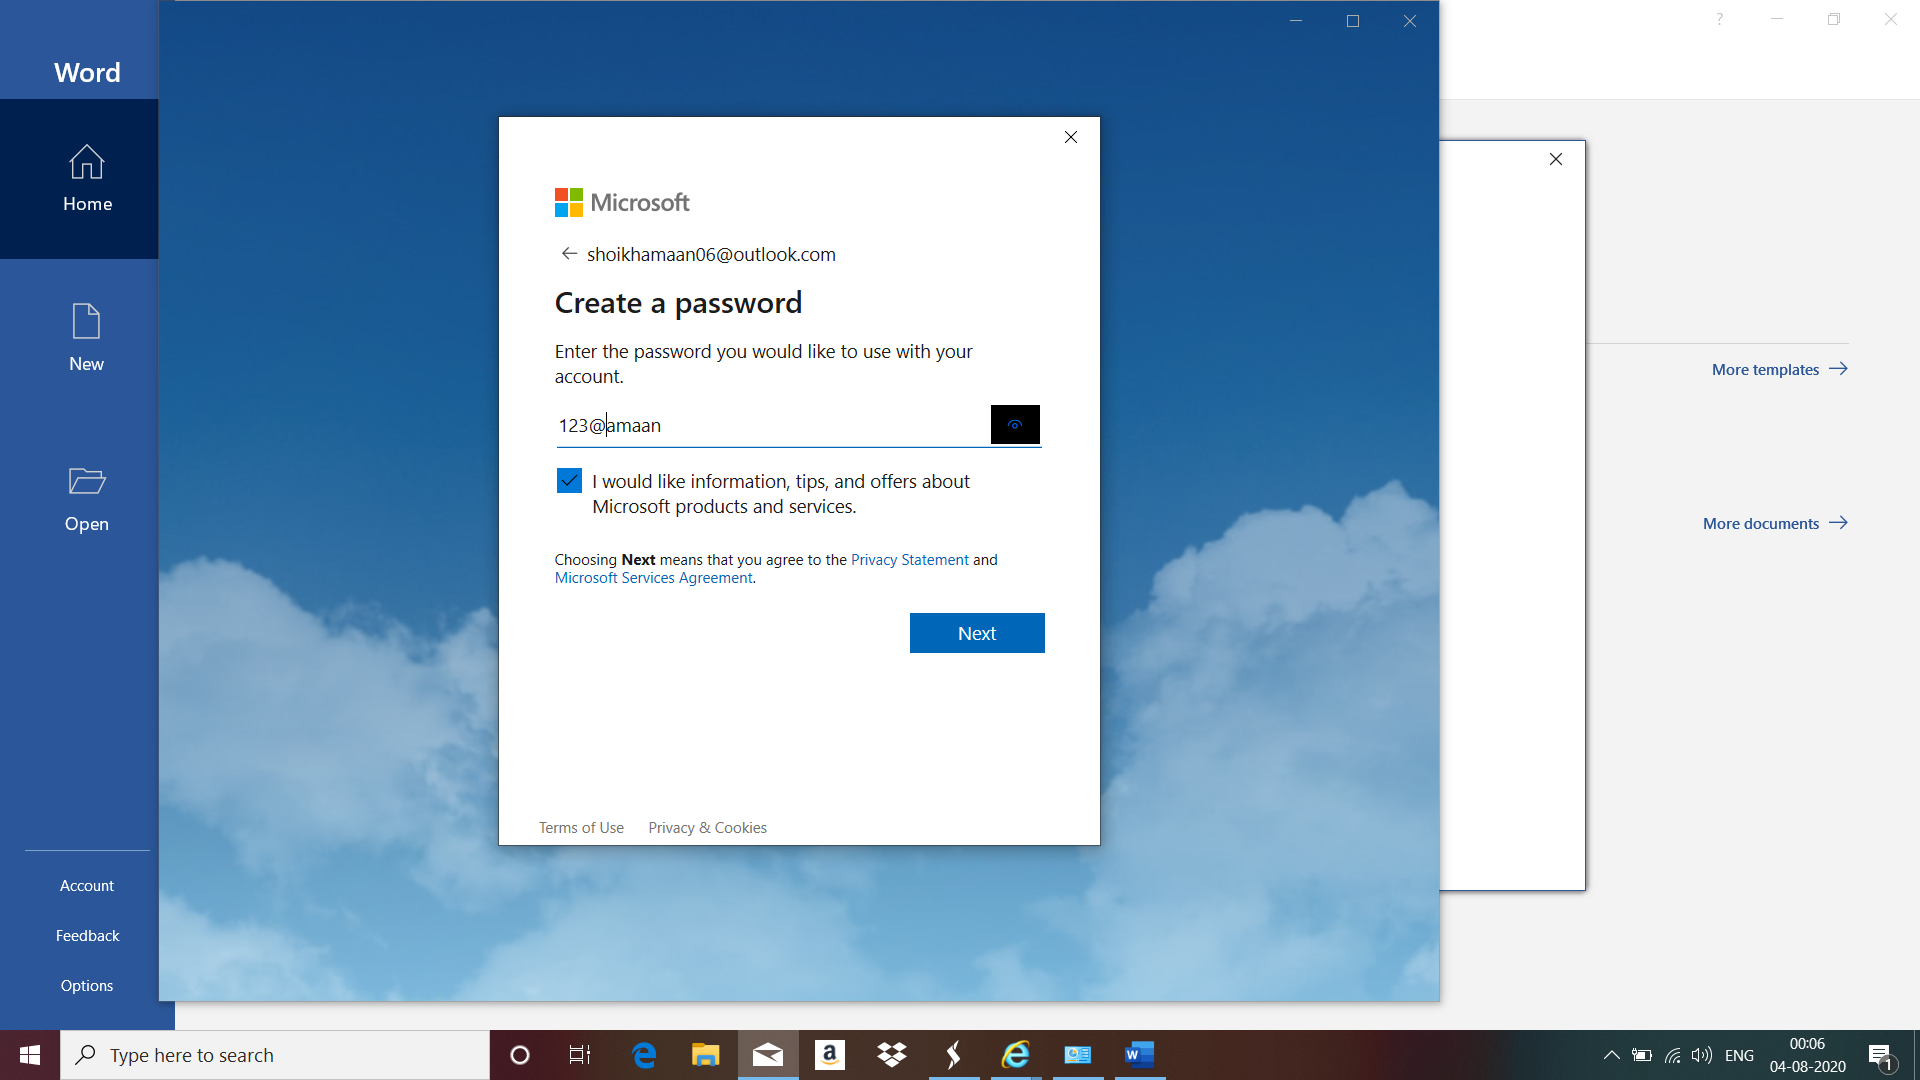 Word
Home
New
Open
Account
Feedback
Options
Microsoft
shoikhamaan06@outlook.com
Create a password
Enter the password you would like to use with your
account.
123@amaan
I would like information, tips, and offers about
Microsoft products and services.
Choosing Next means that you agree to the Privacy Statement and
Microsoft Services Agreement.
Next
Terms of Use Privacy & Cookies
?
More templates
More documents
Type here to search
ENG
00:06
04-08-2020
1